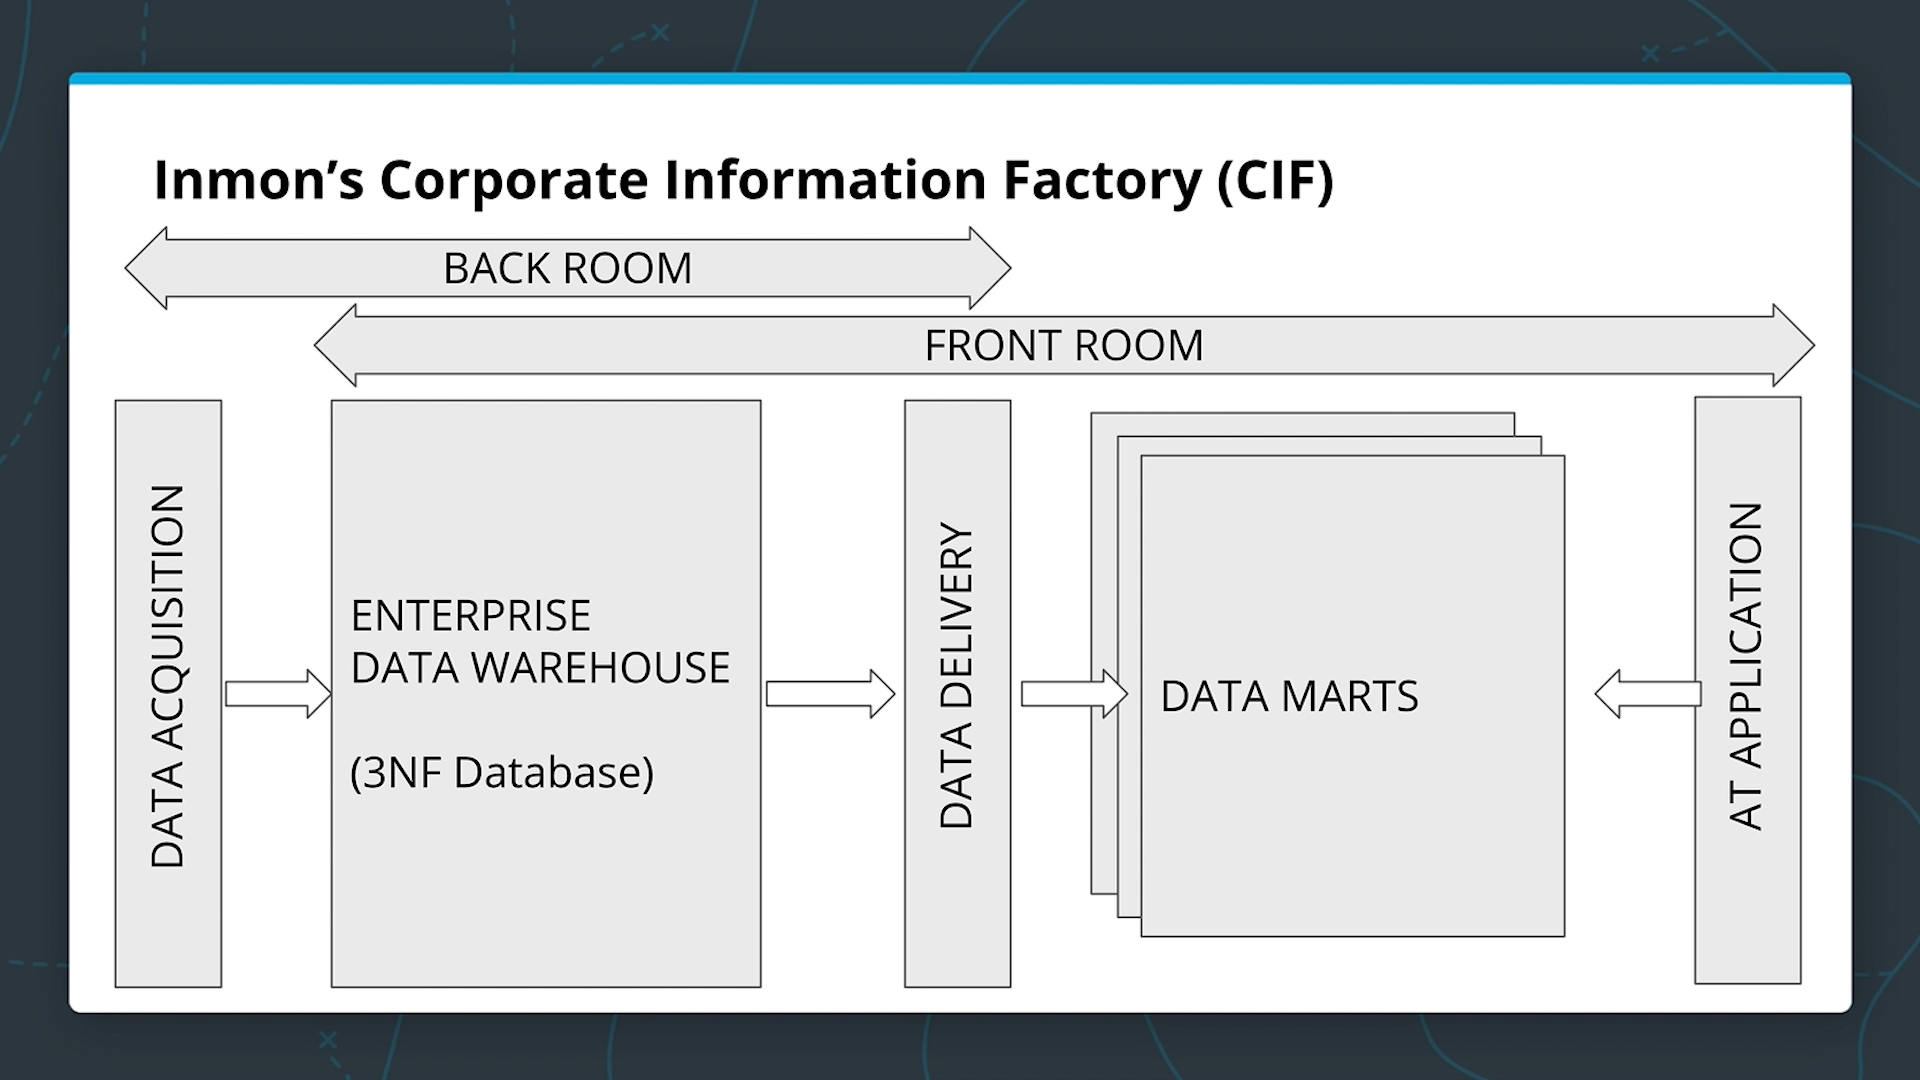 Inmon’s Corporate Information Factory (CIF)
BACK ROOM
FRONT ROOM
DATA ACQUISITION
ENTERPRISE
DATA WAREHOUSE
(3NF Database)
DATA DELIVERY
DATA MARTS
AT APPLICATION